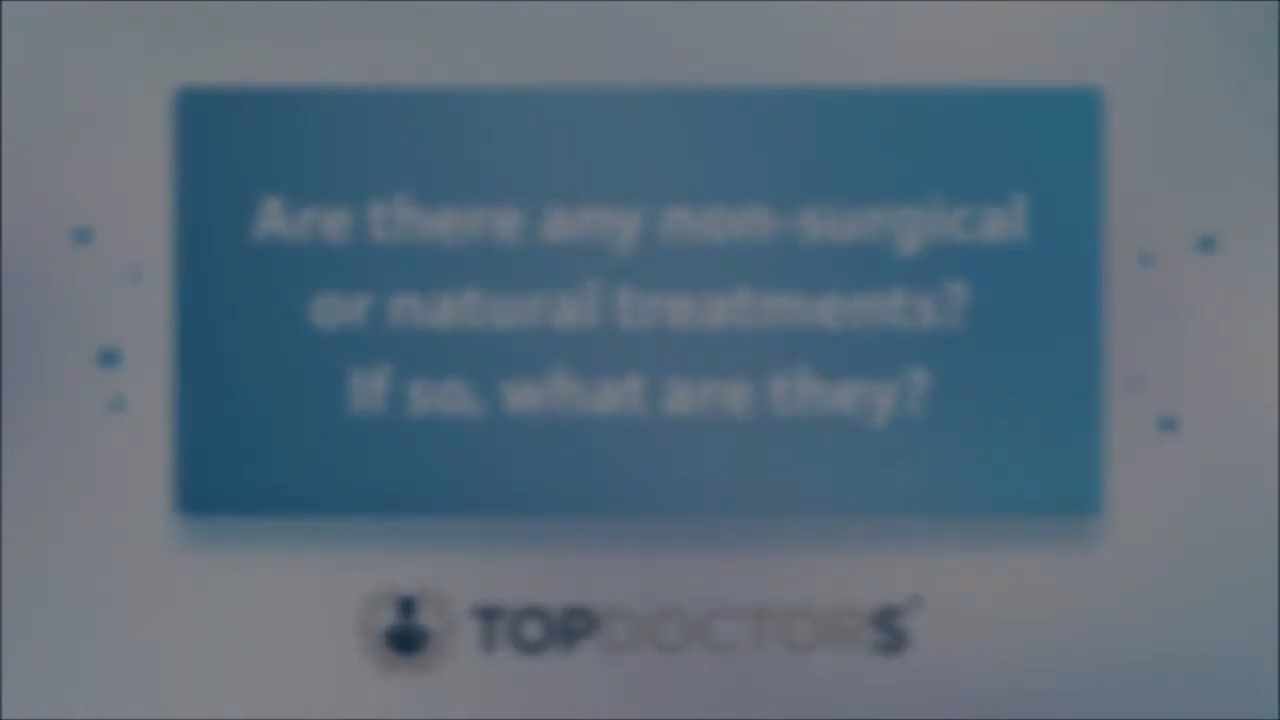 Are there any non-surgical
or natural treatments?
If so, what are they?
TOPDOCTORS